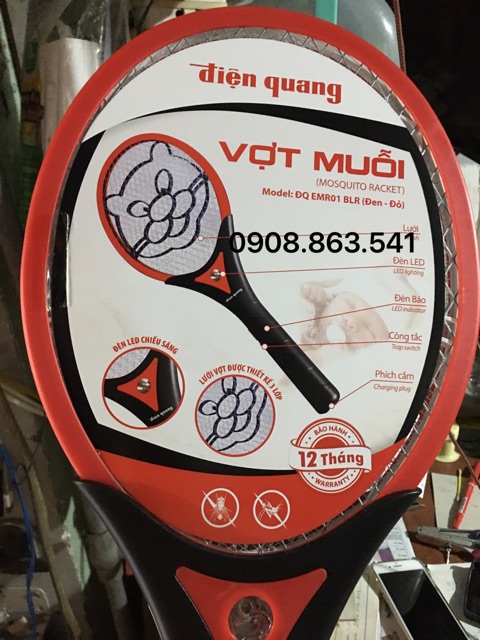 điện quang
VỢT MUỖI
(MOSQUITO RACKET)
Model: ĐQ EMR01 BLR (Đen - Đỏ)
Lưới
0908.863.541
Đèn LED
LED lighting
Đèn Báo
LED indicator
Công tắc
Trap switch
Phích cắm
Charging plug
ĐÈN LED CHIẾU SÁNG
LƯỚI VỢT ĐƯỢC THIẾT KẾ 3 LỚP
BẢO HÀNH
12 Tháng
WARRANTY